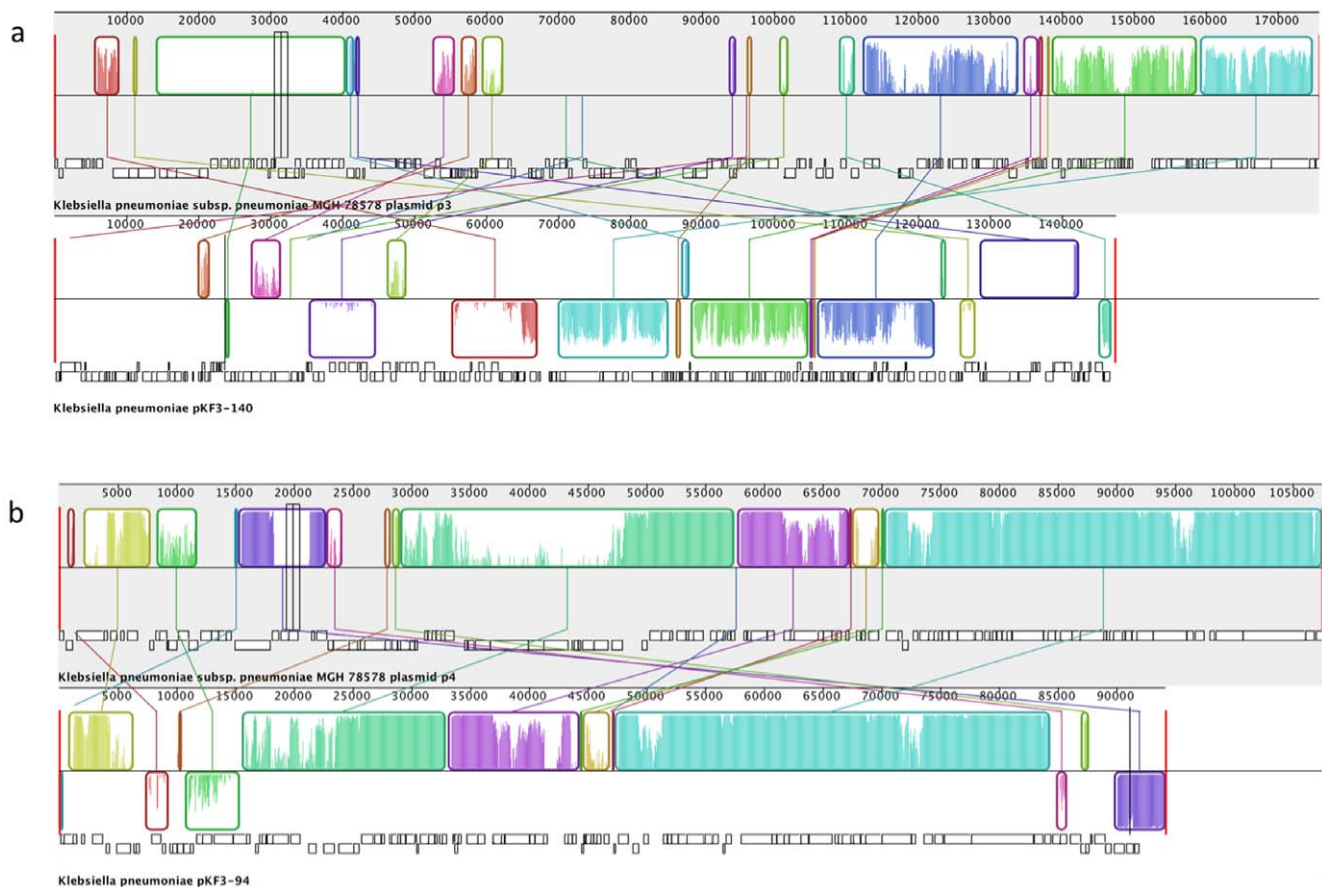 a
10000 20000 30000 40000 50000 60000 70000 80000 90000 100000 110000 120000 130000 140000 150000 160000 170000
Klebsiella pneumoniae subsp. pneumoniae MGH 78578 plasmid p3
10000 20000 30000 40000 50000 60000 70000 80000 90000 100000 110000 120000 130000 140000
Klebsiella pneumoniae pKF3-140
b
5000 10000 15000 20000 25000 30000 35000 40000 45000 50000 55000 60000 65000 70000 75000 80000 85000 90000 95000 100000 105000
Klebsiella pneumoniae subsp. pneumoniae MGH 78578 plasmid p4
5000 10000 15000 20000 25000 30000 35000 40000 45000 50000 55000 60000 65000 70000 75000 80000 85000 90000
Klebsiella pneumoniae pKF3-94